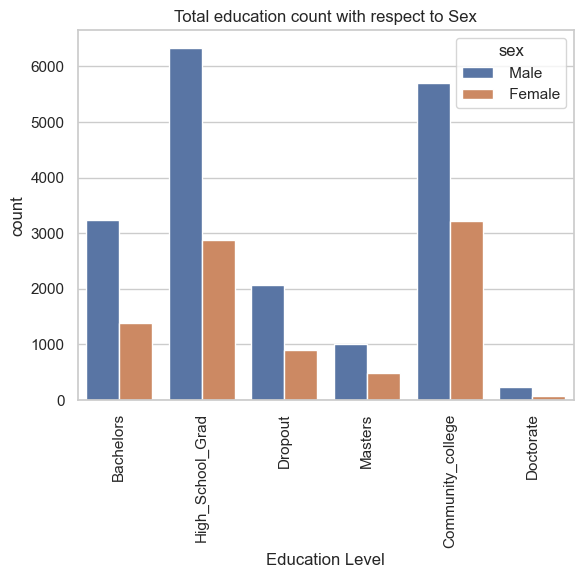 Total education count with respect to Sex
sex
Male
Female
6000
5000
4000
3000
2000
1000
0
count
Bachelors
High_School_Grad
Dropout
Masters
Community_college
Doctorate
Education Level